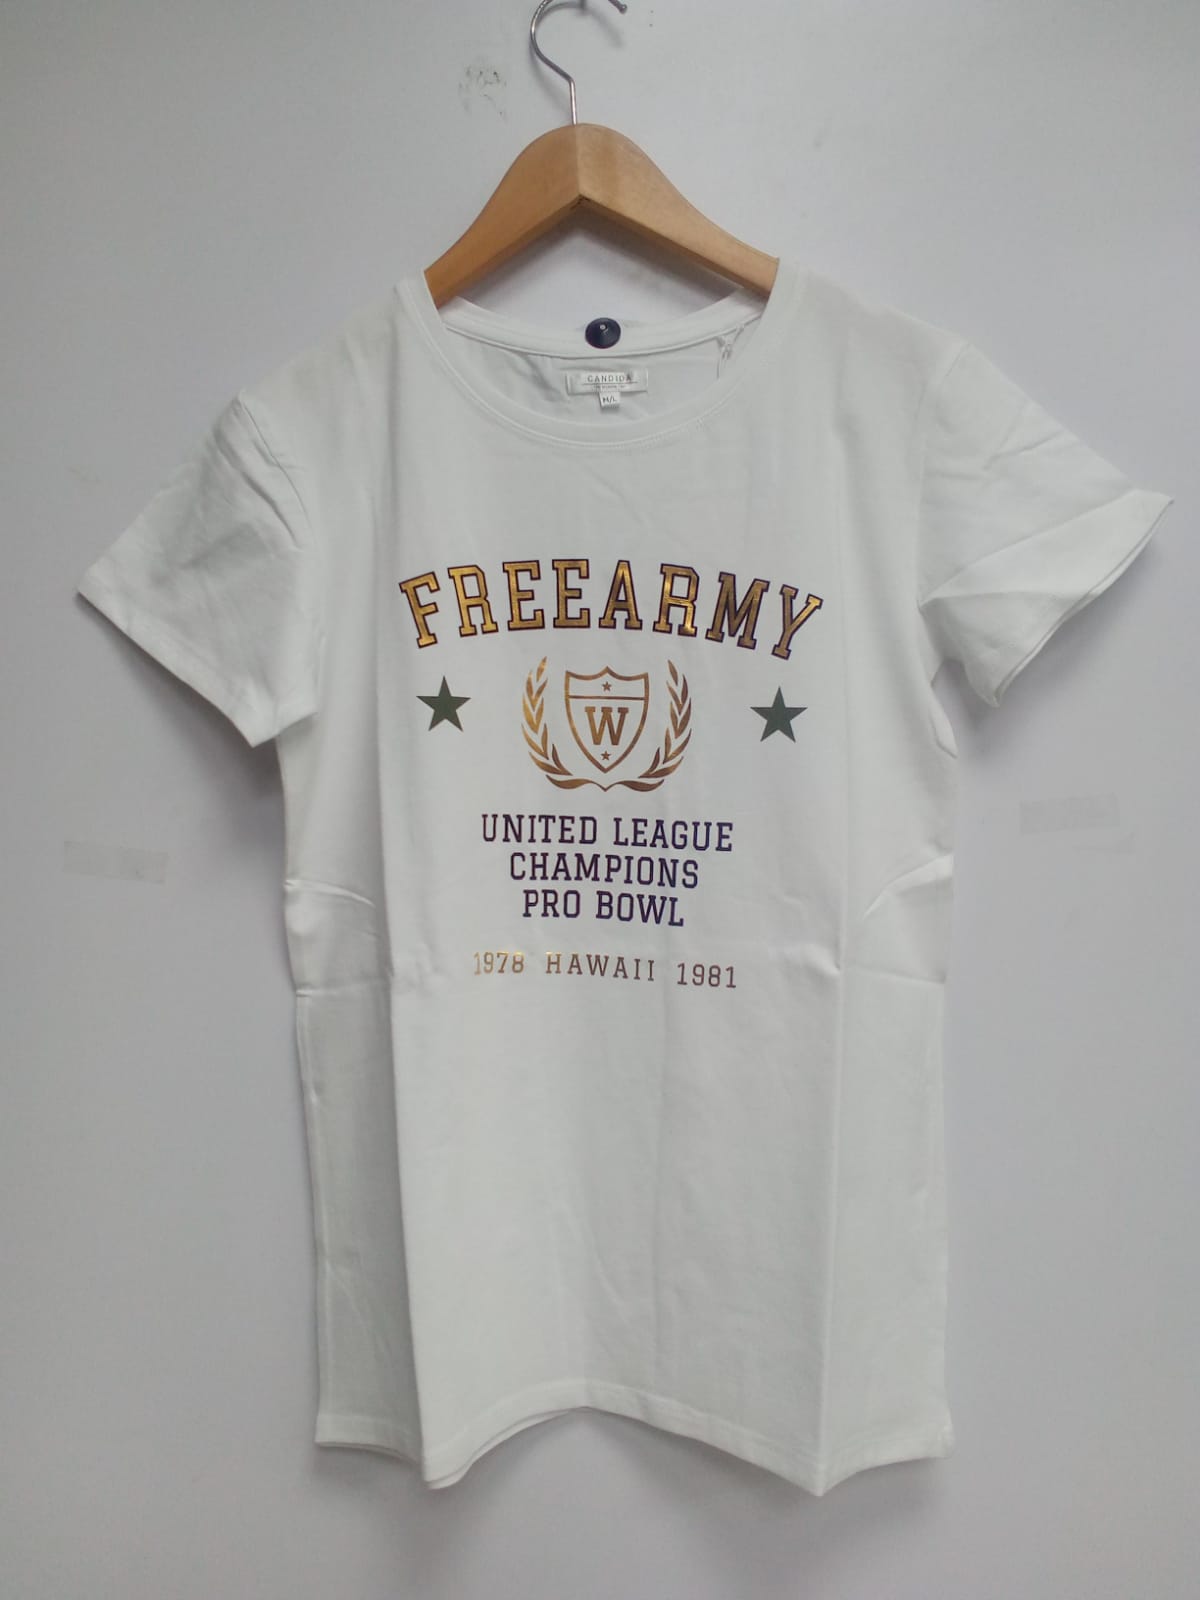 CANDIDA
M/L
FREEARMY
W
UNITED LEAGUE
CHAMPIONS
PRO BOWL
1978 HAWAII 1981